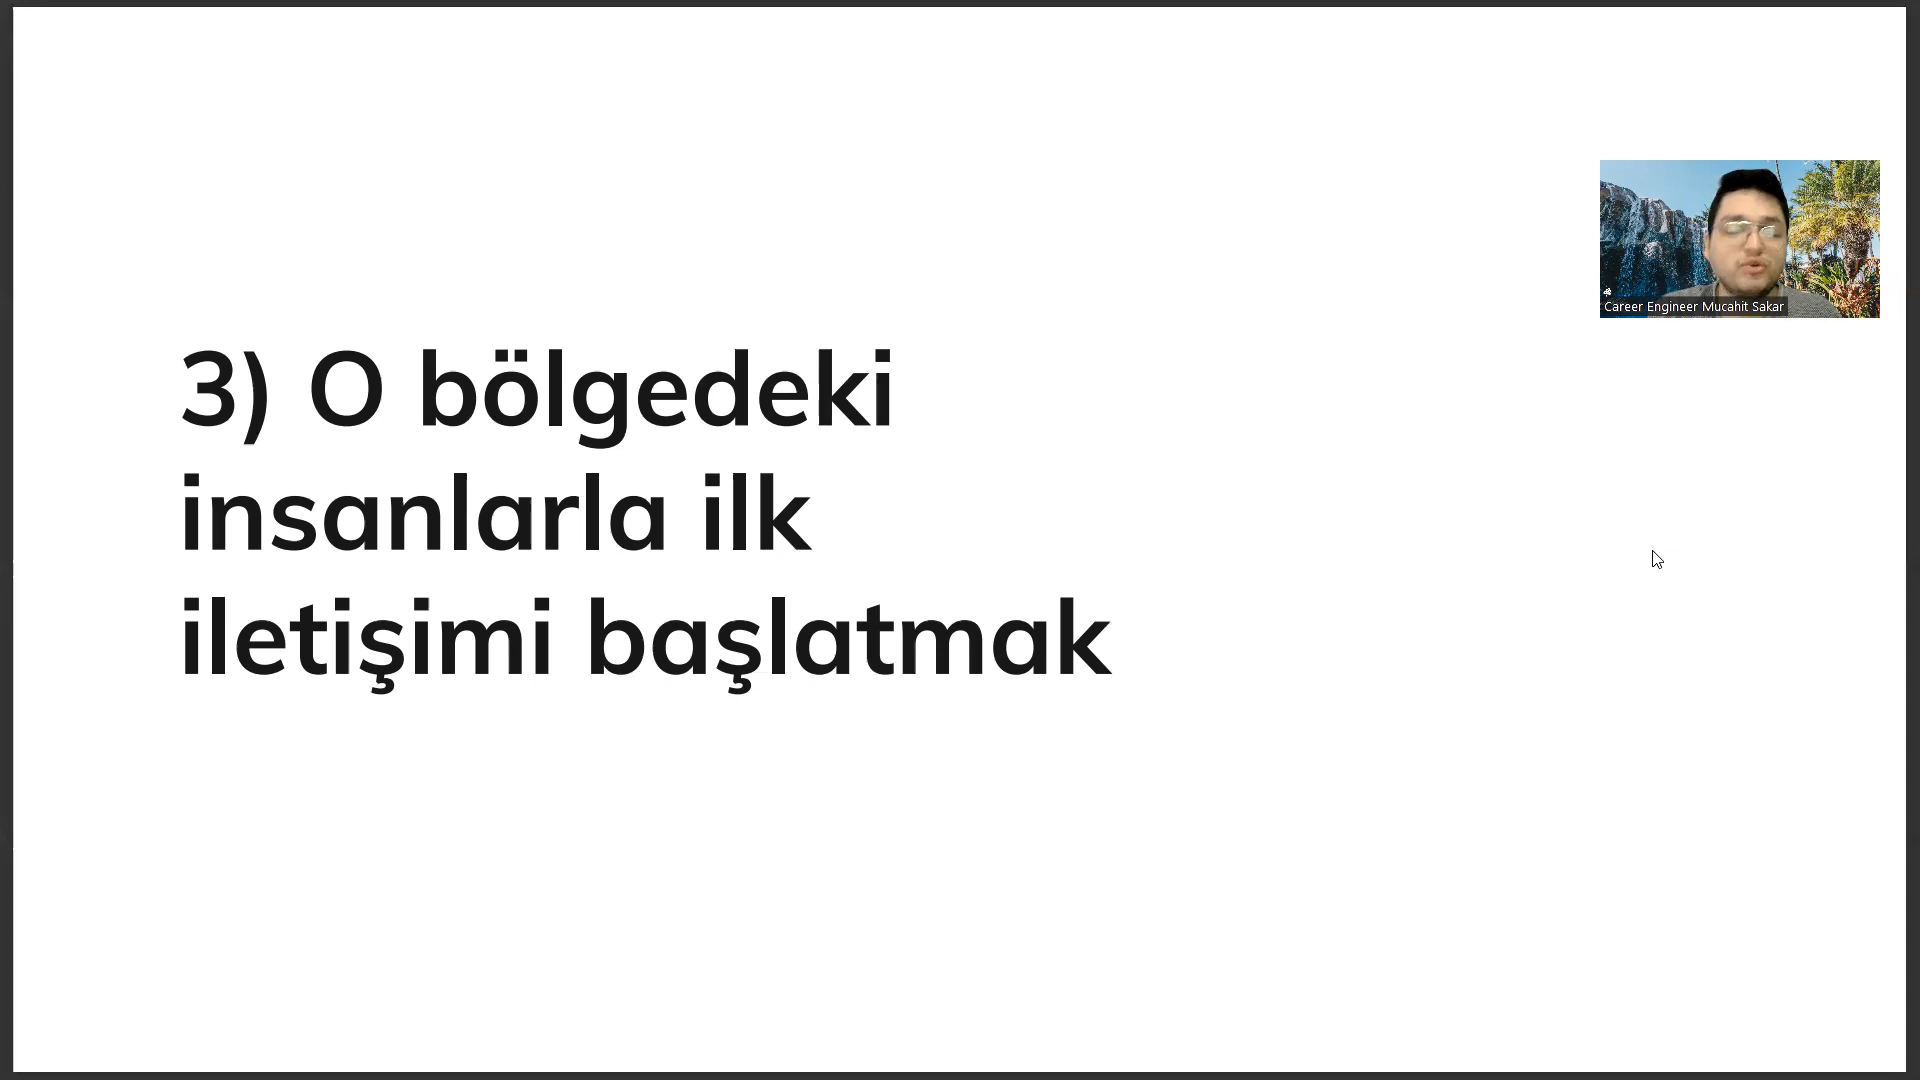 Career Engineer Mucahit Sakar
3) O bölgedeki
insanlarla ilk
iletişimi başlatmak